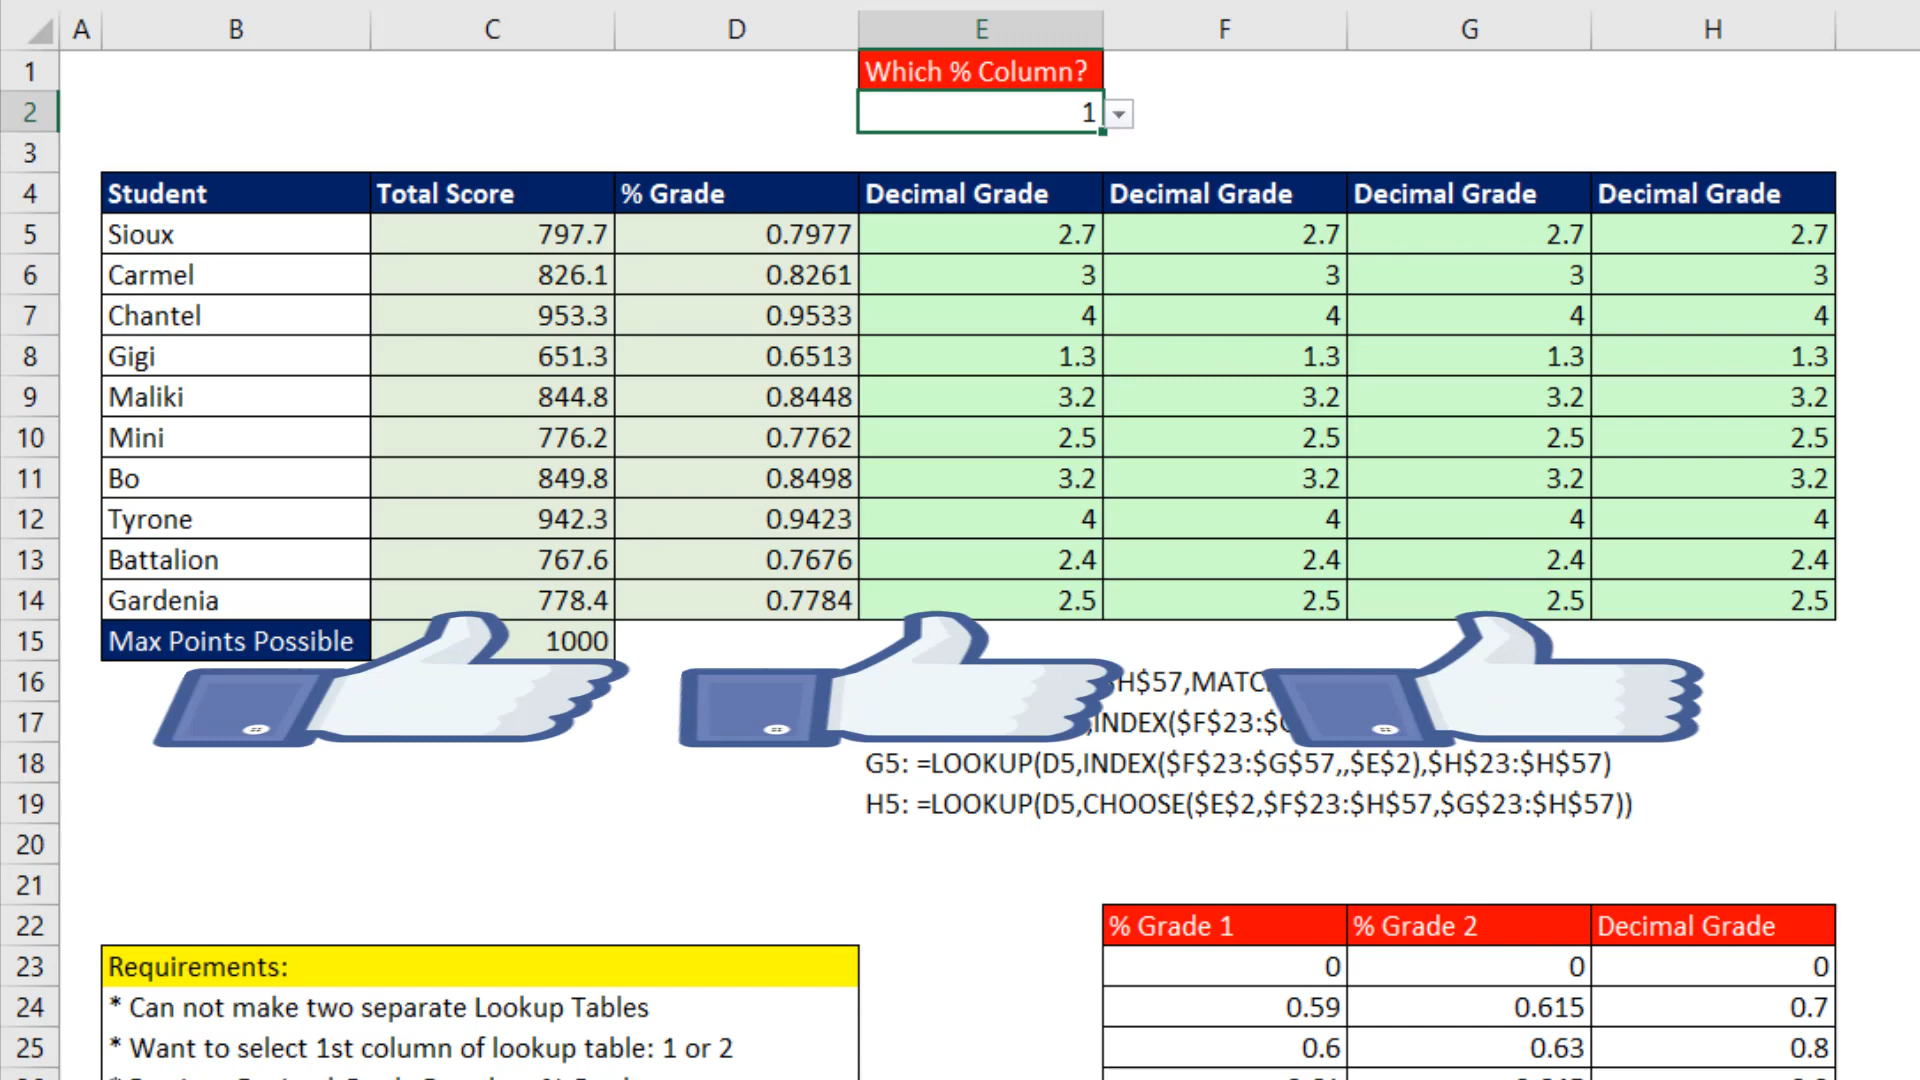 A B C D E F G H
1 Which % Column?
2 1
3
4 Student Total Score % Grade Decimal Grade Decimal Grade Decimal Grade Decimal Grade
5 Sioux 797.7 0.7977 2.7 2.7 2.7 2.7
6 Carmel 826.1 0.8261 3 3 3 3
7 Chantel 953.3 0.9533 4 4 4 4
8 Gigi 651.3 0.6513 1.3 1.3 1.3 1.3
9 Maliki 844.8 0.8448 3.2 3.2 3.2 3.2
10 Mini 776.2 0.7762 2.5 2.5 2.5 2.5
11 Bo 849.8 0.8498 3.2 3.2 3.2 3.2
12 Tyrone 942.3 0.9423 4 4 4 4
13 Battalion 767.6 0.7676 2.4 2.4 2.4 2.4
14 Gardenia 778.4 0.7784 2.5 2.5 2.5 2.5
15 Max Points Possible 1000
16 H$57,MATC
17 ,INDEX($F$23:$
18 G5: =LOOKUP(D5,INDEX($F$23:$G$57,,$E$2),$H$23:$H$57)
19 H5: =LOOKUP(D5,CHOOSE($E$2,$F$23:$H$57,$G$23:$H$57))
20
21
22 % Grade 1 % Grade 2 Decimal Grade
23 Requirements: 0 0 0
24 * Can not make two separate Lookup Tables 0.59 0.615 0.7
25 * Want to select 1st column of lookup table: 1 or 2 0.6 0.63 0.8